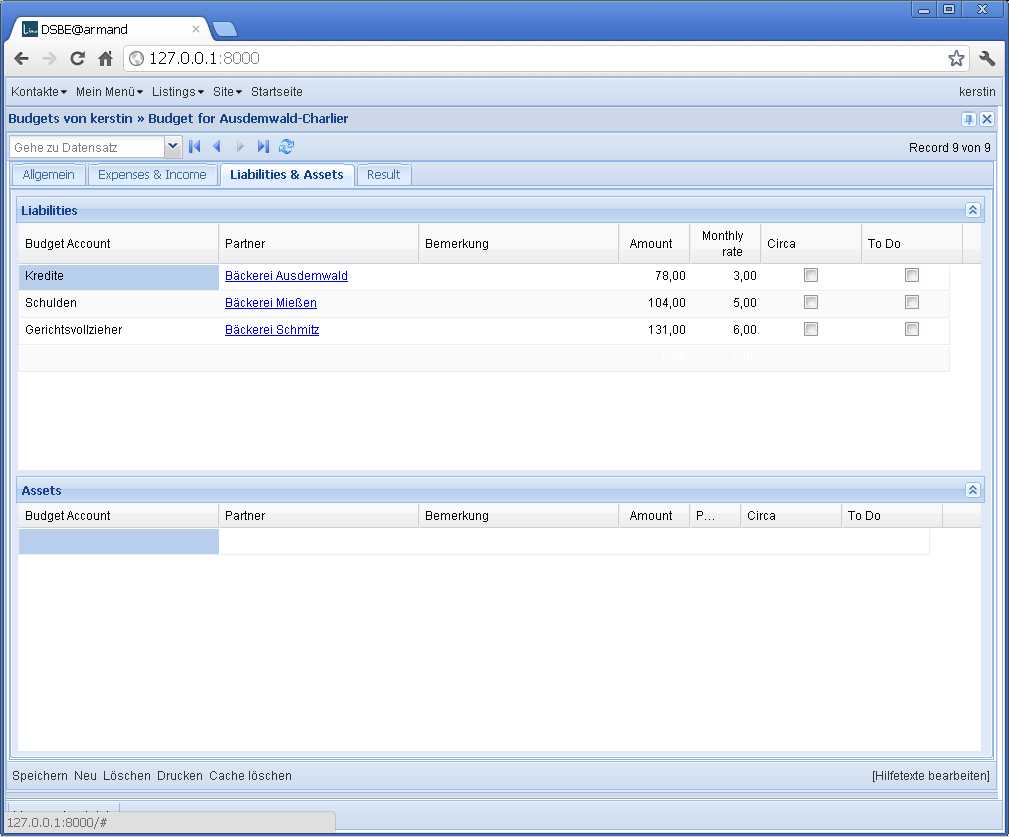 DSBE@armand
127.0.0.1:8000
Kontakte Mein Menü Listings Site Startseite kerstin
Budgets von kerstin » Budget for Ausdemwald-Charlier
Gehe zu Datensatz Record 9 von 9
Allgemein Expenses & Income Liabilities & Assets Result
Liabilities
Budget Account Partner Bemerkung Amount Monthly rate Circa To Do
Kredite Bäckerei Ausdemwald 78,00 3,00
Schulden Bäckerei Mießen 104,00 5,00
Gerichtsvollzieher Bäckerei Schmitz 131,00 6,00
Assets
Budget Account Partner Bemerkung Amount P... Circa To Do
Speichern Neu Löschen Drucken Cache löschen [Hilfetexte bearbeiten]
127.0.0.1:8000/#